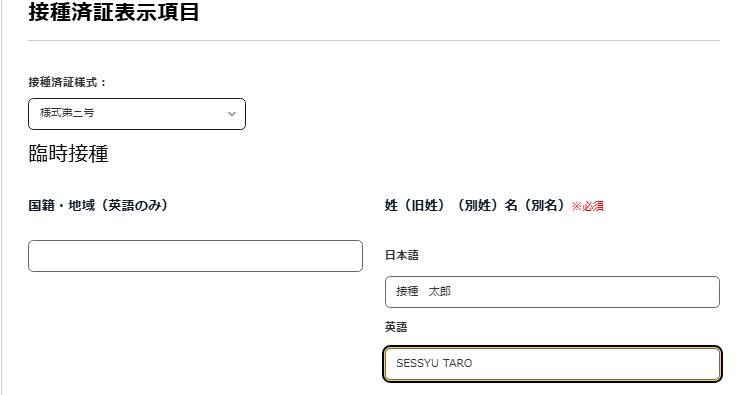 接種済証表示項目
接種済証様式：
様式第三号
臨時接種
国籍・地域（英語のみ）
姓（旧姓）（別姓）名（別名）※必須
日本語
接種　太郎
英語
SESSYU TARO